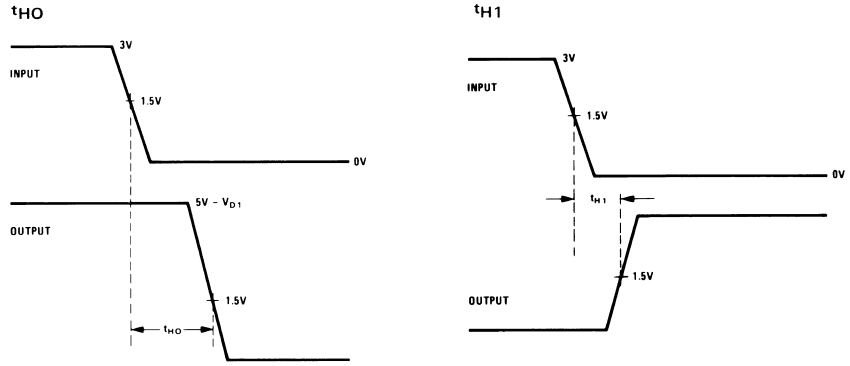 tH0
3V
INPUT
1.5V
0V
5V – VD1
OUTPUT
1.5V
tHO
tH1
3V
INPUT
1.5V
0V
tH1
1.5V
OUTPUT